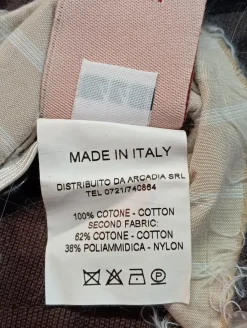 MADE IN ITALY
DISTRIBUITO DA ARCADIA SRL
TEL 0721/740864
100% COTONE - COTTON
SECOND FABRIC:
62% COTONE - COTTON
38% POLIAMMIDICA - NYLON